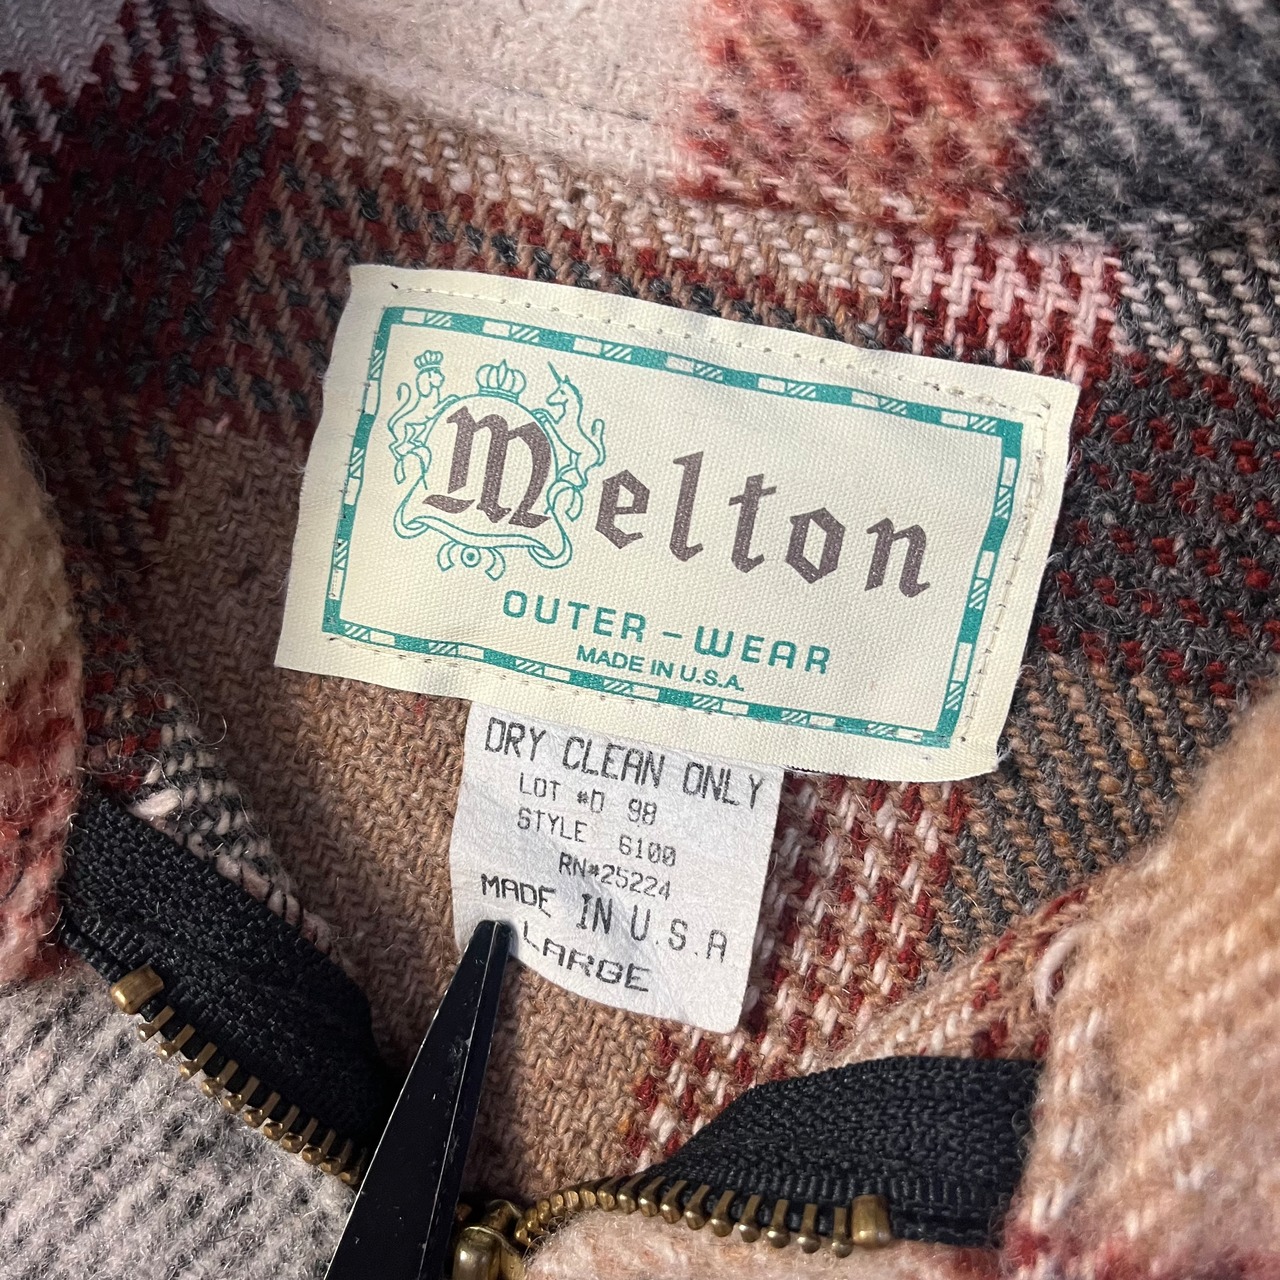 Melton
OUTER-WEAR
MADE IN U.S.A.
DRY CLEAN ONLY
LOT #D 98
STYLE 6100
RN#25224
MADE IN U.S.A
LARGE